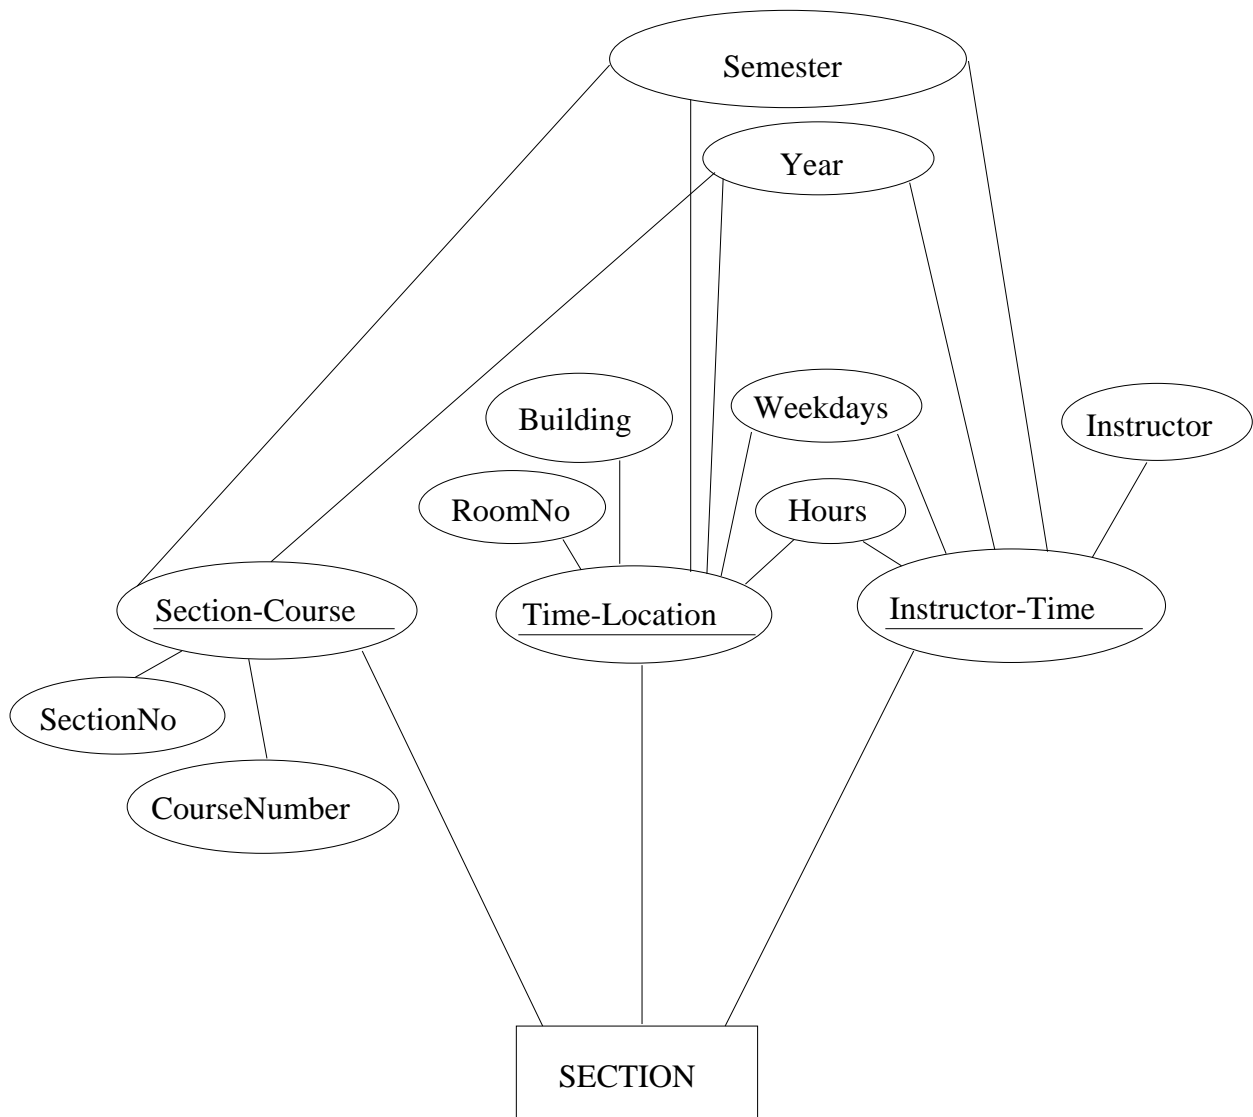 Semester
Year
Building
Weekdays
Instructor
RoomNo
Hours
Section-Course
Time-Location
Instructor-Time
SectionNo
CourseNumber
SECTION